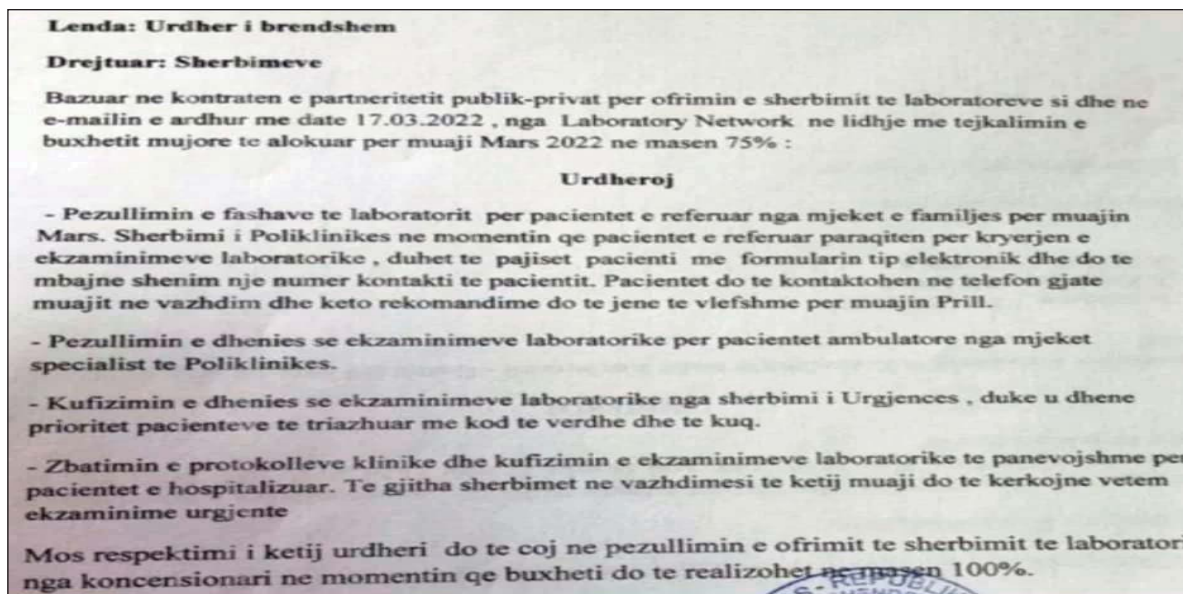 Lenda: Urdher i brendshem
Drejtuar: Sherbimeve
Bazuar ne kontraten e partneritetit publik-privat per ofrimin e sherbimit te laboratoreve si dhe ne
e-mailin e ardhur me date 17.03.2022 , nga Laboratory Network ne lidhje me tejkalimin e
buxhetit mujore te alokuar per muaji Mars 2022 ne masen 75% :
Urdheroj
- Pezullimin e fashave te laboratorit per pacientet e referuar nga mjeket e familjes per muajin
Mars. Sherbimi i Poliklinikes ne momentin qe pacientet e referuar paraqiten per kryerjen e
ekzaminimeve laboratorike , duhet te pajiset pacienti me formularin tip elektronik dhe do te
mbajne shenim nje numer kontakti te pacientit. Pacientet do te kontaktohen ne telefon gjate
muajit ne vazhdim dhe keto rekomandime do te jene te vlefshme per muajin Prill.
- Pezullimin e dhenies se ekzaminimeve laboratorike per pacientet ambulatore nga mjeket
specialist te Poliklinikes.
- Kufizimin e dhenies se ekzaminimeve laboratorike nga sherbimi i Urgjences , duke u dhene
prioritet pacienteve te triazhuar me kod te verdhe dhe te kuq.
- Zbatimin e protokolleve klinike dhe kufizimin e ekzaminimeve laboratorike te panevojshme per
pacientet e hospitalizuar. Te gjitha sherbimet ne vazhdimesi te ketij muaji do te kerkojne vetem
ekzaminime urgjente
Mos respektimi i ketij urdheri do te coj ne pezullimin e ofrimit te sherbimit te laboratori
nga koncensionari ne momentin qe buxheti do te realizohet ne masen 100%.